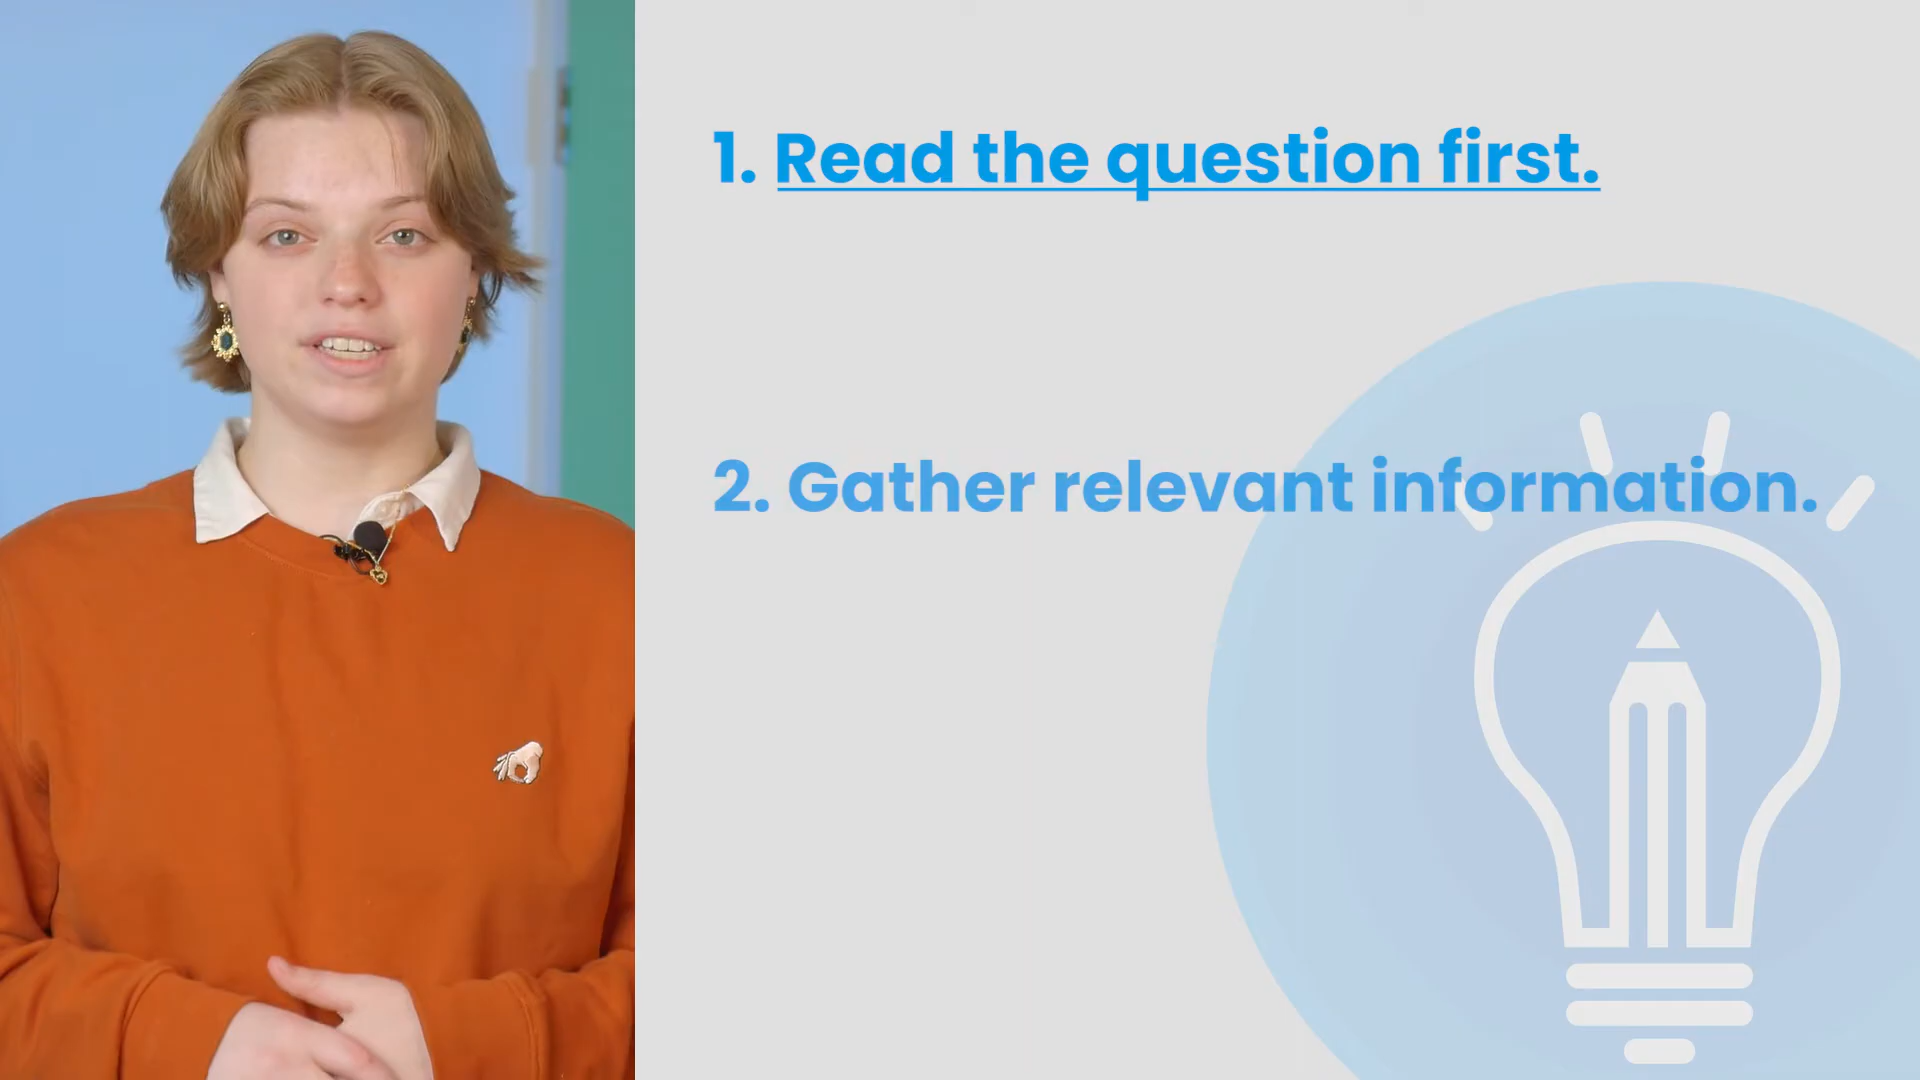 1. Read the question first.
2. Gather relevant information.